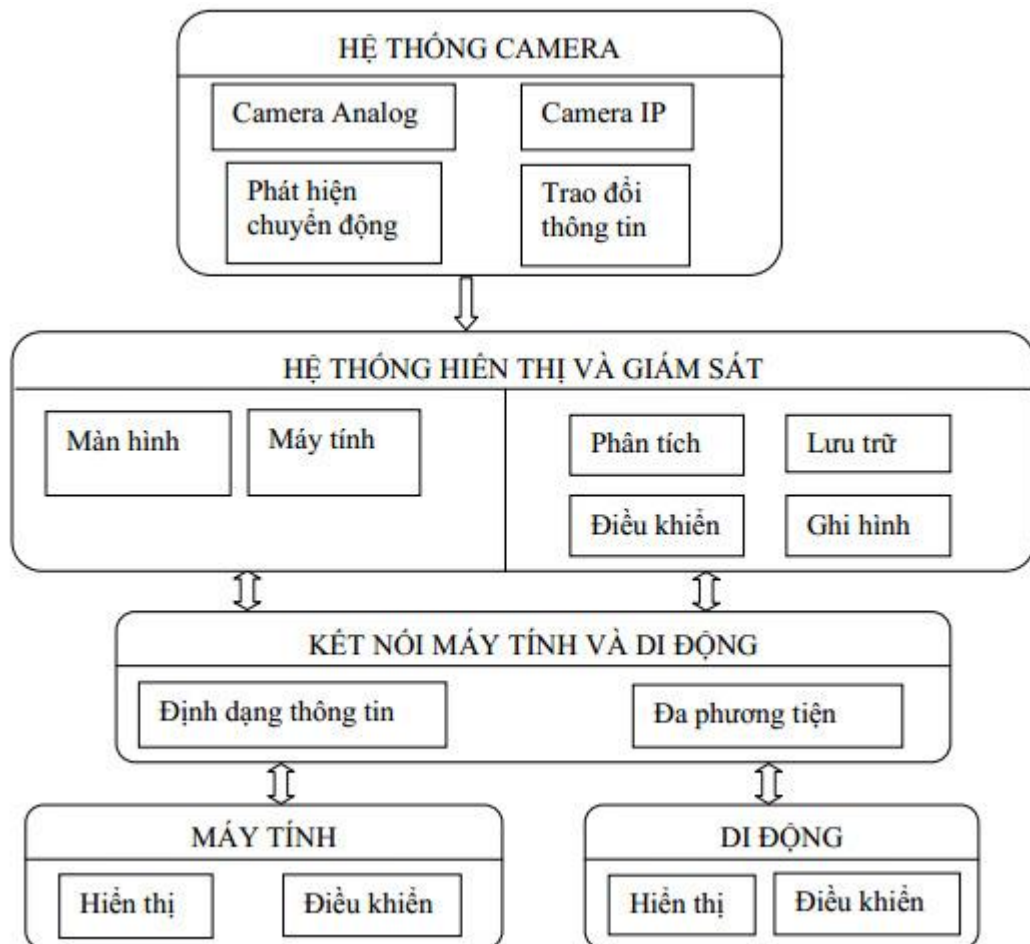 HỆ THỐNG CAMERA
Camera Analog
Camera IP
Phát hiện
chuyển động
Trao đổi
thông tin
HỆ THỐNG HIỂN THỊ VÀ GIÁM SÁT
Màn hình
Máy tính
Phân tích
Lưu trữ
Điều khiển
Ghi hình
KẾT NỐI MÁY TÍNH VÀ DI ĐỘNG
Định dạng thông tin
Đa phương tiện
MÁY TÍNH
Hiển thị
Điều khiển
DI ĐỘNG
Hiển thị
Điều khiển